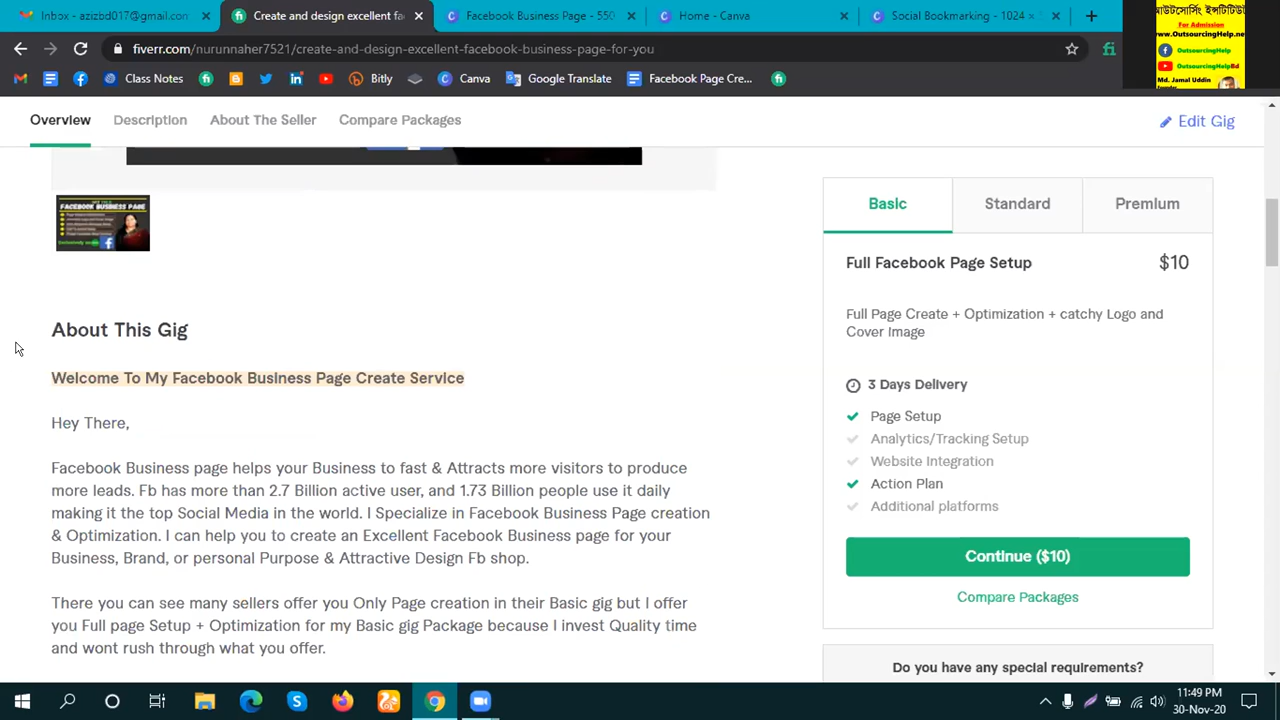 Inbox - azizbd017@gmail.com
Create and design excellent fa
Facebook Business Page - 550
Home - Canva
Social Bookmarking - 1024 ×
আউটসোর্সিং ইন্সটিটিউট
For Admission
www.OutsourcingHelp.net
OutsourcingHelp
OutsourcingHelpBd
Md. Jamal Uddin
fiverr.com/nurunnaher7521/create-and-design-excellent-facebook-business-page-for-you
Class Notes
Bitly
Canva
Google Translate
Facebook Page Cre...
Overview
Description
About The Seller
Compare Packages
Edit Gig
FACEBOOK BUSINESS PAGE
About This Gig
Welcome To My Facebook Business Page Create Service
Hey There,
Facebook Business page helps your Business to fast & Attracts more visitors to produce
more leads. Fb has more than 2.7 Billion active user, and 1.73 Billion people use it daily
making it the top Social Media in the world. I Specialize in Facebook Business Page creation
& Optimization. I can help you to create an Excellent Facebook Business page for your
Business, Brand, or personal Purpose & Attractive Design Fb shop.
There you can see many sellers offer you Only Page creation in their Basic gig but I offer
you Full page Setup + Optimization for my Basic gig Package because I invest Quality time
and wont rush through what you offer.
Basic
Standard
Premium
Full Facebook Page Setup
$10
Full Page Create + Optimization + catchy Logo and
Cover Image
3 Days Delivery
Page Setup
Analytics/Tracking Setup
Website Integration
Action Plan
Additional platforms
Continue ($10)
Compare Packages
Do you have any special requirements?
11:49 PM
30-Nov-20